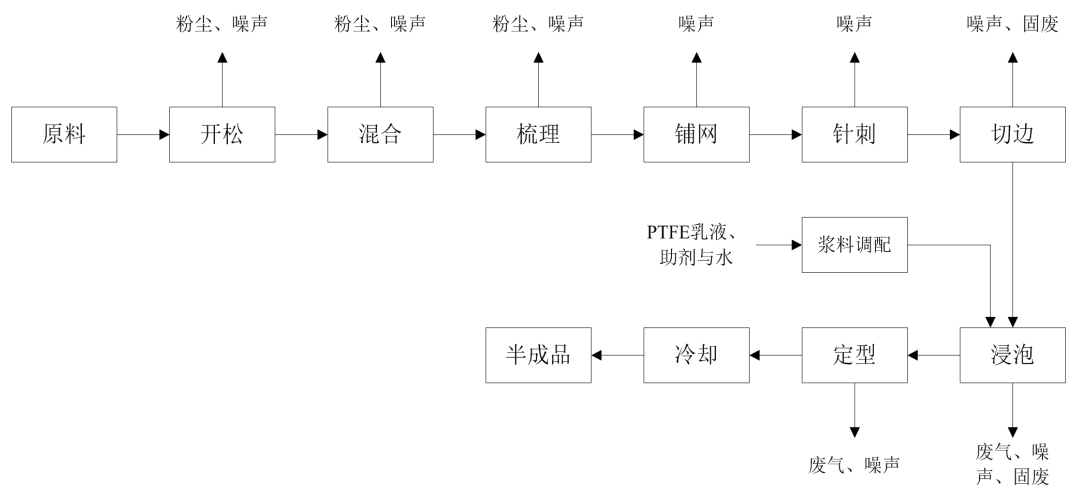 粉尘、噪声
粉尘、噪声
粉尘、噪声
噪声
噪声
噪声、固废
原料
开松
混合
梳理
铺网
针刺
切边
PTFE乳液、
助剂与水
浆料调配
半成品
冷却
定型
浸泡
废气、噪声
废气、噪
声、固废